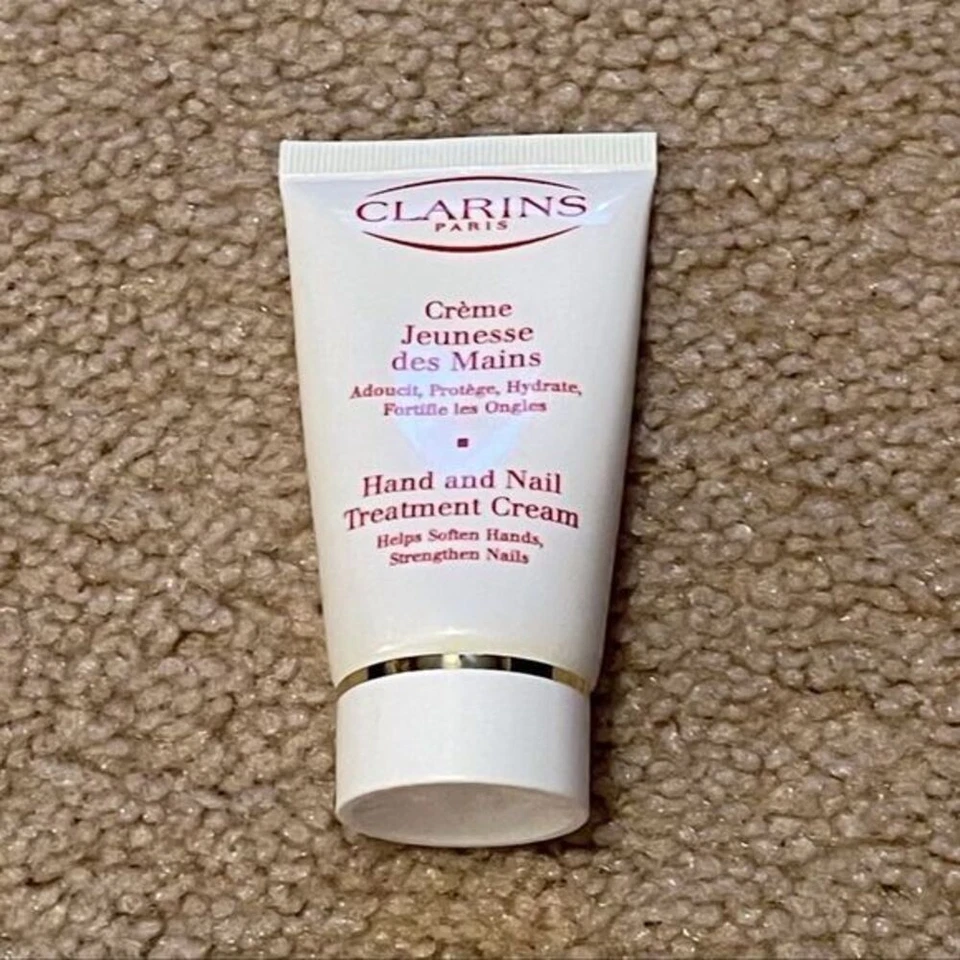 CLARINS
PARIS
Crème
Jeunesse
des Mains
Adoucit, Protège, Hydrate,
Fortifie les Ongles
Hand and Nail
Treatment Cream
Helps Soften Hands,
Strengthen Nails